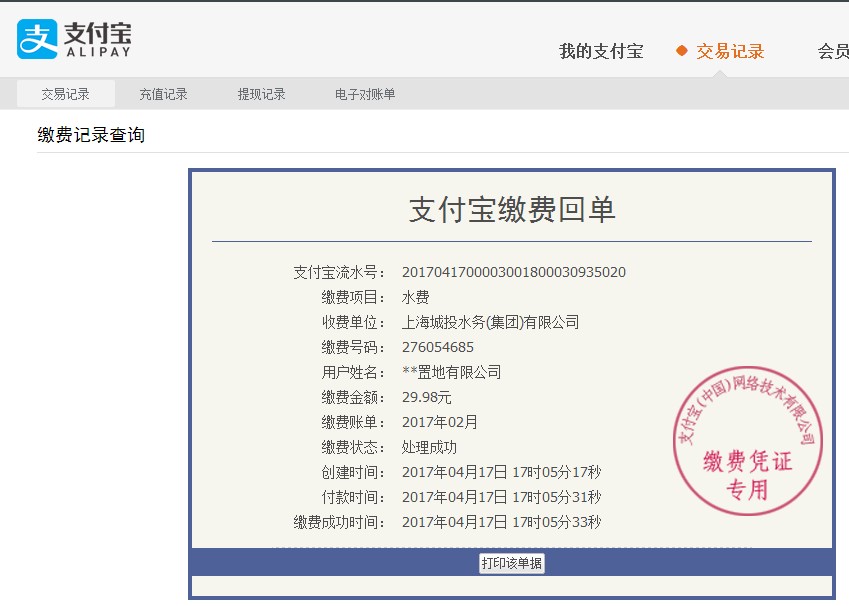 支付宝
ALIPAY
我的支付宝 交易记录 会员
交易记录 充值记录 提现记录 电子对账单
缴费记录查询
支付宝缴费回单
支付宝流水号： 2017041700003001800030935020
缴费项目： 水费
收费单位： 上海城投水务(集团)有限公司
缴费号码： 276054685
用户姓名： **置地有限公司
缴费金额： 29.98元
缴费账单： 2017年02月
缴费状态： 处理成功
创建时间： 2017年04月17日 17时05分17秒
付款时间： 2017年04月17日 17时05分31秒
缴费成功时间： 2017年04月17日 17时05分33秒
支付宝(中国)网络技术有限公司
缴费凭证
专用
打印该单据